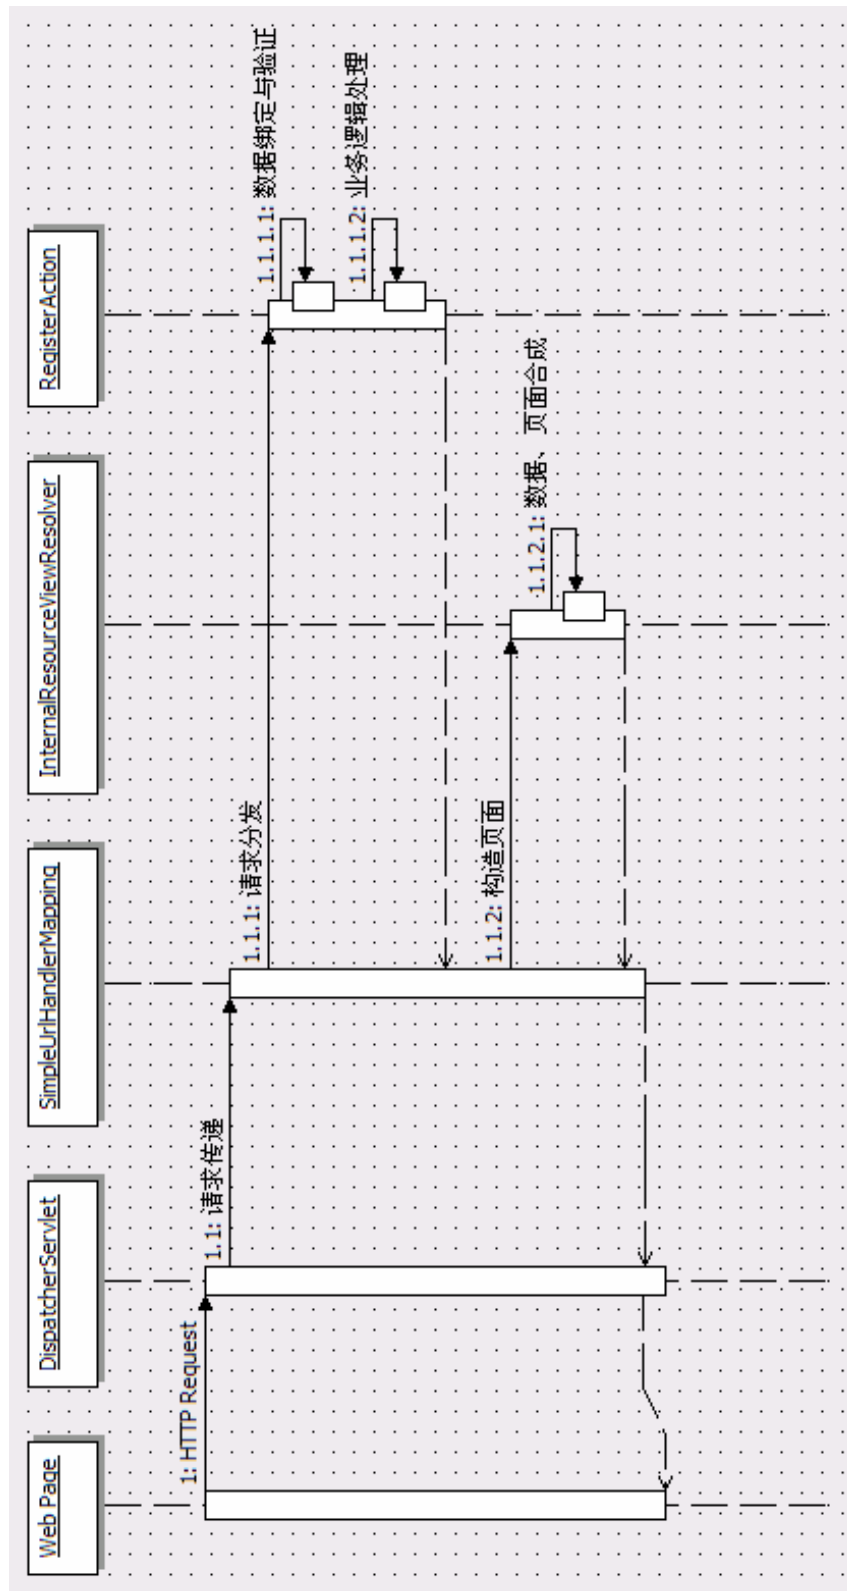 Web Page
DispatcherServlet
SimpleUrlHandlerMapping
InternalResourceViewResolver
RegisterAction
1: HTTP Request
1.1: 请求传递
1.1.1: 请求分发
1.1.1.1: 数据绑定与验证
1.1.1.2: 业务逻辑处理
1.1.2: 构造页面
1.1.2.1: 数据、 页面合成